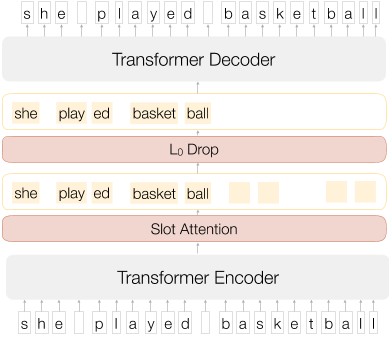 s h e p l a y e d b a s k e t b a l l
Transformer Decoder
she play ed basket ball
L₀ Drop
she play ed basket ball
Slot Attention
Transformer Encoder
s h e p l a y e d b a s k e t b a l l